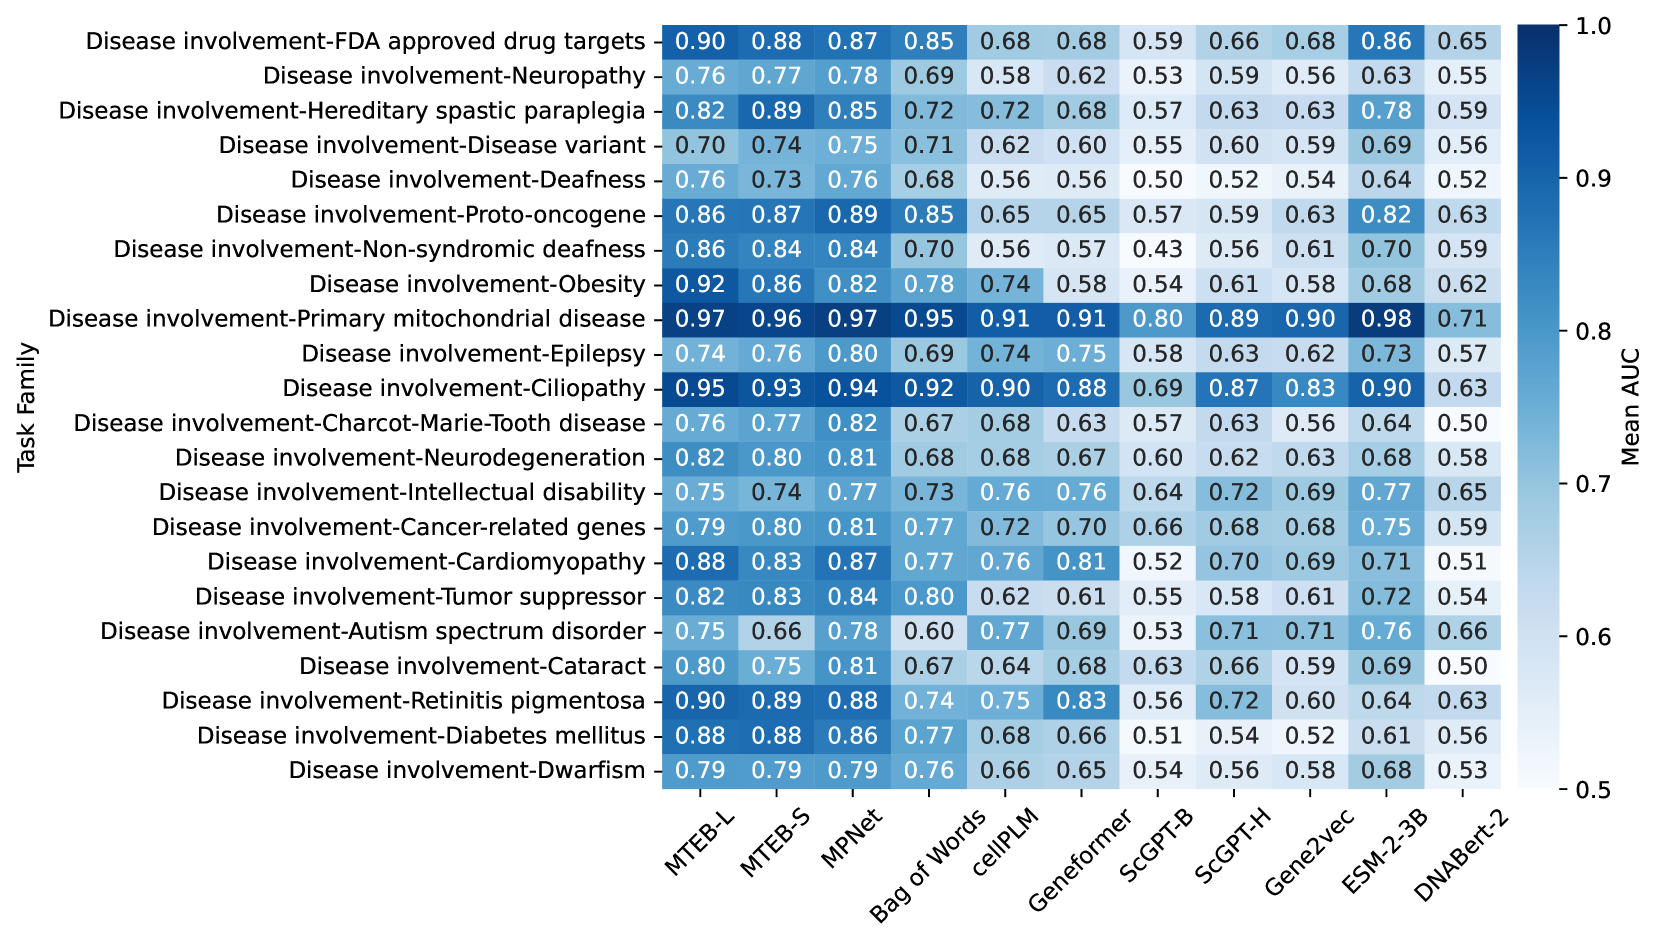 Disease involvement-FDA approved drug targets 0.90 0.88 0.87 0.85 0.68 0.68 0.59 0.66 0.68 0.86 0.65
Disease involvement-Neuropathy 0.76 0.77 0.78 0.69 0.58 0.62 0.53 0.59 0.56 0.63 0.55
Disease involvement-Hereditary spastic paraplegia 0.82 0.89 0.85 0.72 0.72 0.68 0.57 0.63 0.63 0.78 0.59
Disease involvement-Disease variant 0.70 0.74 0.75 0.71 0.62 0.60 0.55 0.60 0.59 0.69 0.56
Disease involvement-Deafness 0.76 0.73 0.76 0.68 0.56 0.56 0.50 0.52 0.54 0.64 0.52
Disease involvement-Proto-oncogene 0.86 0.87 0.89 0.85 0.65 0.65 0.57 0.59 0.63 0.82 0.63
Disease involvement-Non-syndromic deafness 0.86 0.84 0.84 0.70 0.56 0.57 0.43 0.56 0.61 0.70 0.59
Disease involvement-Obesity 0.92 0.86 0.82 0.78 0.74 0.58 0.54 0.61 0.58 0.68 0.62
Disease involvement-Primary mitochondrial disease 0.97 0.96 0.97 0.95 0.91 0.91 0.80 0.89 0.90 0.98 0.71
Disease involvement-Epilepsy 0.74 0.76 0.80 0.69 0.74 0.75 0.58 0.63 0.62 0.73 0.57
Disease involvement-Ciliopathy 0.95 0.93 0.94 0.92 0.90 0.88 0.69 0.87 0.83 0.90 0.63
Disease involvement-Charcot-Marie-Tooth disease 0.76 0.77 0.82 0.67 0.68 0.63 0.57 0.63 0.56 0.64 0.50
Disease involvement-Neurodegeneration 0.82 0.80 0.81 0.68 0.68 0.67 0.60 0.62 0.63 0.68 0.58
Disease involvement-Intellectual disability 0.75 0.74 0.77 0.73 0.76 0.76 0.64 0.72 0.69 0.77 0.65
Disease involvement-Cancer-related genes 0.79 0.80 0.81 0.77 0.72 0.70 0.66 0.68 0.68 0.75 0.59
Disease involvement-Cardiomyopathy 0.88 0.83 0.87 0.77 0.76 0.81 0.52 0.70 0.69 0.71 0.51
Disease involvement-Tumor suppressor 0.82 0.83 0.84 0.80 0.62 0.61 0.55 0.58 0.61 0.72 0.54
Disease involvement-Autism spectrum disorder 0.75 0.66 0.78 0.60 0.77 0.69 0.53 0.71 0.71 0.76 0.66
Disease involvement-Cataract 0.80 0.75 0.81 0.67 0.64 0.68 0.63 0.66 0.59 0.69 0.50
Disease involvement-Retinitis pigmentosa 0.90 0.89 0.88 0.74 0.75 0.83 0.56 0.72 0.60 0.64 0.63
Disease involvement-Diabetes mellitus 0.88 0.88 0.86 0.77 0.68 0.66 0.51 0.54 0.52 0.61 0.56
Disease involvement-Dwarfism 0.79 0.79 0.79 0.76 0.66 0.65 0.54 0.56 0.58 0.68 0.53
Task Family
MTEB-L
MTEB-S
MPNet
Bag of Words
cellPLM
Geneformer
ScGPT-B
ScGPT-H
Gene2vec
ESM-2-3B
DNABert-2
1.0
0.9
0.8
0.7
0.6
0.5
Mean AUC